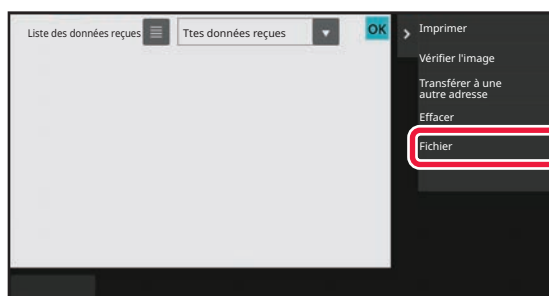 Liste des données reçues Ttes données reçues OK
Imprimer
Vérifier l'image
Transférer à une
autre adresse
Effacer
Fichier